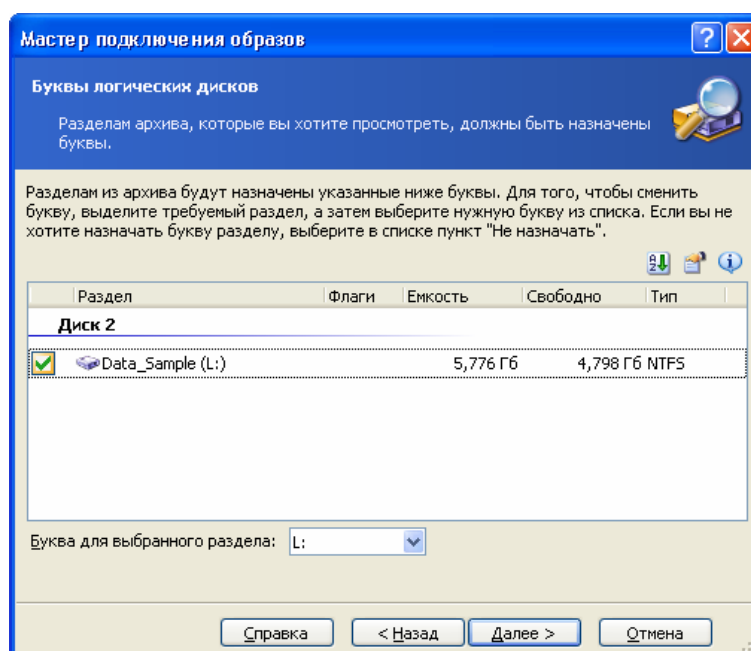 Мастер подключения образов
Буквы логических дисков
Разделам архива, которые вы хотите просмотреть, должны быть назначены
буквы.
Разделам из архива будут назначены указанные ниже буквы. Для того, чтобы сменить
букву, выделите требуемый раздел, а затем выберите нужную букву из списка. Если вы не
хотите назначать букву разделу, выберите в списке пункт "Не назначать".
Раздел Флаги Емкость Свободно Тип
Диск 2
Data_Sample (L:) 5,776 Гб 4,798 Гб NTFS
Буква для выбранного раздела: L:
Справка < Назад Далее > Отмена